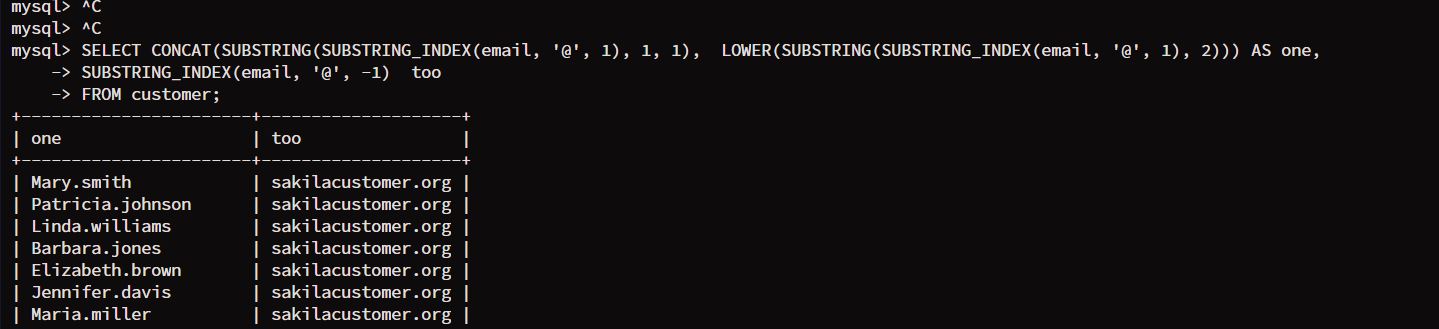 mysql> ^C
mysql> ^C
mysql> SELECT CONCAT(SUBSTRING(SUBSTRING_INDEX(email, '@', 1), 1, 1),  LOWER(SUBSTRING(SUBSTRING_INDEX(email, '@', 1), 2))) AS one,
    -> SUBSTRING_INDEX(email, '@', -1)  too
    -> FROM customer;
+-----------------------+--------------------+
| one                   | too                |
+-----------------------+--------------------+
| Mary.smith            | sakilacustomer.org |
| Patricia.johnson      | sakilacustomer.org |
| Linda.williams        | sakilacustomer.org |
| Barbara.jones         | sakilacustomer.org |
| Elizabeth.brown       | sakilacustomer.org |
| Jennifer.davis        | sakilacustomer.org |
| Maria.miller          | sakilacustomer.org |